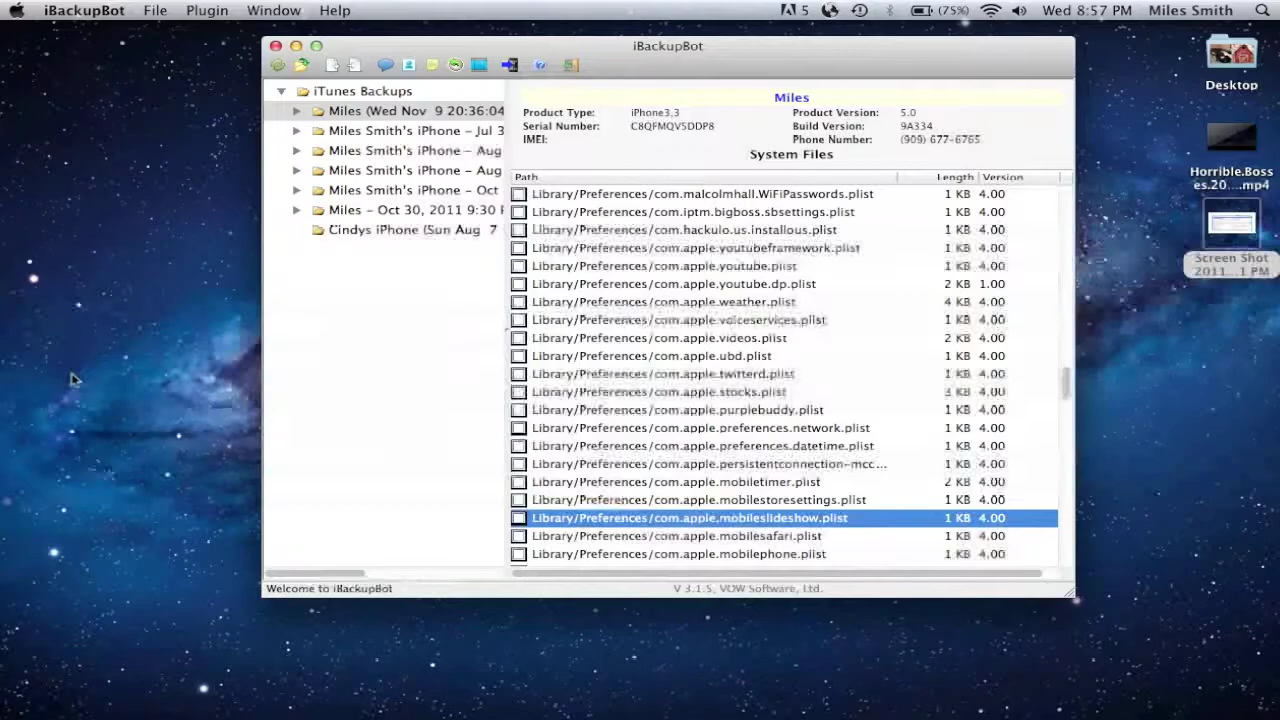 iBackupBot File Plugin Window Help 5 (75%) Wed 8:57 PM Miles Smith
iBackupBot
iTunes Backups
Miles (Wed Nov 9 20:36:04
Miles Smith's iPhone - Jul 3
Miles Smith's iPhone - Aug
Miles Smith's iPhone - Aug
Miles Smith's iPhone - Oct
Miles - Oct 30, 2011 9:30 P
Cindys iPhone (Sun Aug 7
Miles
Product Type: iPhone3,3 Product Version: 5.0
Serial Number: C8QFMQVSDDP8 Build Version: 9A334
IMEI: Phone Number: (909) 677-6765
System Files
Path Length Version
Library/Preferences/com.malcolmhall.WiFiPasswords.plist 1 KB 4.00
Library/Preferences/com.iptm.bigboss.sbsettings.plist 1 KB 4.00
Library/Preferences/com.hackulo.us.installous.plist 1 KB 4.00
Library/Preferences/com.apple.youtubeframework.plist 1 KB 4.00
Library/Preferences/com.apple.youtube.plist 1 KB 4.00
Library/Preferences/com.apple.youtube.dp.plist 2 KB 1.00
Library/Preferences/com.apple.weather.plist 4 KB 4.00
Library/Preferences/com.apple.voiceservices.plist 1 KB 4.00
Library/Preferences/com.apple.videos.plist 2 KB 4.00
Library/Preferences/com.apple.ubd.plist 1 KB 4.00
Library/Preferences/com.apple.twitterd.plist 1 KB 4.00
Library/Preferences/com.apple.stocks.plist 3 KB 4.00
Library/Preferences/com.apple.purplebuddy.plist 1 KB 4.00
Library/Preferences/com.apple.preferences.network.plist 1 KB 4.00
Library/Preferences/com.apple.preferences.datetime.plist 1 KB 4.00
Library/Preferences/com.apple.persistentconnection-mcc... 1 KB 4.00
Library/Preferences/com.apple.mobiletimer.plist 2 KB 4.00
Library/Preferences/com.apple.mobilestoresettings.plist 1 KB 4.00
Library/Preferences/com.apple.mobileslideshow.plist 1 KB 4.00
Library/Preferences/com.apple.mobilesafari.plist 1 KB 4.00
Library/Preferences/com.apple.mobilephone.plist 1 KB 4.00
Welcome to iBackupBot V 3.1.5, VOW Software, Ltd.
Desktop
Horrible.Boss
es.20....mp4
Screen Shot
2011...1 PM